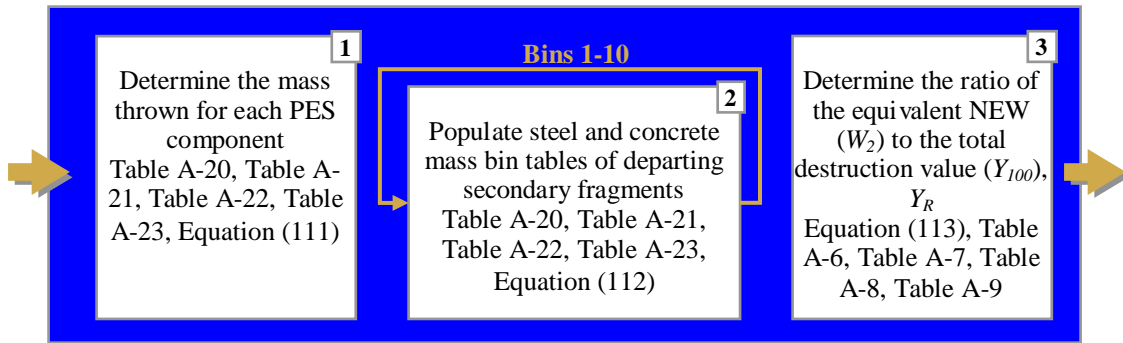 1
Determine the mass
thrown for each PES
component
Table A-20, Table A-
21, Table A-22, Table
A-23, Equation (111)
Bins 1-10
2
Populate steel and concrete
mass bin tables of departing
secondary fragments
Table A-20, Table A-21,
Table A-22, Table A-23,
Equation (112)
3
Determine the ratio of
the equivalent NEW
(W2) to the total
destruction value (Y100),
YR
Equation (113), Table
A-6, Table A-7, Table
A-8, Table A-9